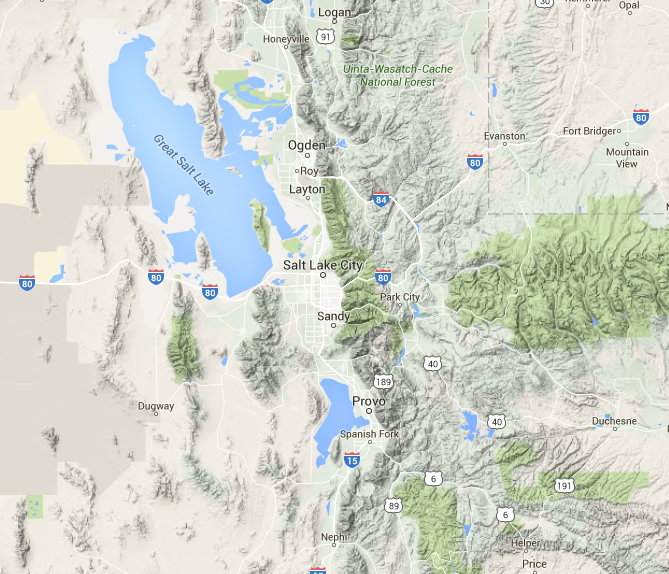 30
Kemmerer
Opal
Logan
Honeyville
91
Uinta-Wasatch-Cache
National Forest
80
Evanston
Fort Bridger
Mountain
View
80
Ogden
Roy
Layton
84
Great Salt Lake
Salt Lake City
80
80
80
80
Park City
Sandy
40
189
Provo
Dugway
40
Duchesne
Spanish Fork
15
6
191
89
6
Nephi
Helper
Price